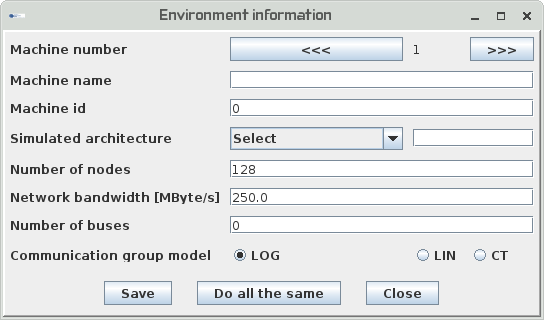 Environment information
Machine number <<< 1 >>>
Machine name
Machine id 0
Simulated architecture Select
Number of nodes 128
Network bandwidth [MByte/s] 250.0
Number of buses 0
Communication group model LOG LIN CT
Save Do all the same Close